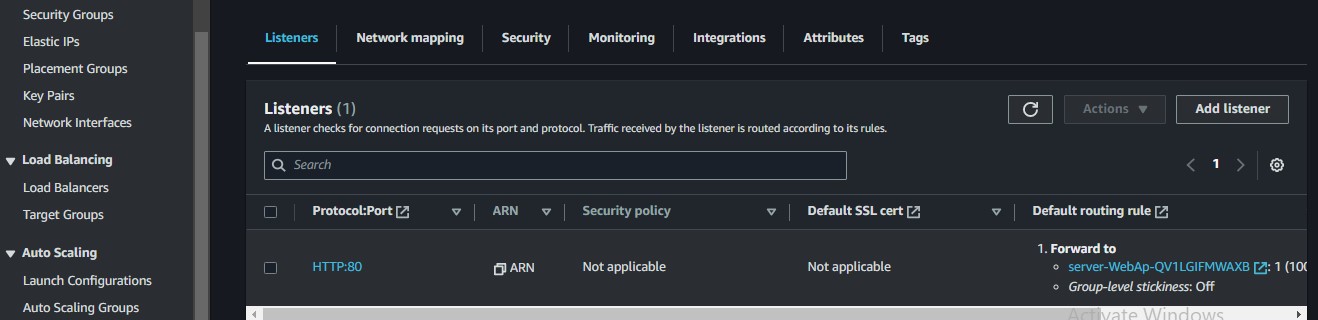 Security Groups
Elastic IPs
Placement Groups
Key Pairs
Network Interfaces
Load Balancing
Load Balancers
Target Groups
Auto Scaling
Launch Configurations
Auto Scaling Groups
Listeners Network mapping Security Monitoring Integrations Attributes Tags
Listeners (1)
Actions
Add listener
A listener checks for connection requests on its port and protocol. Traffic received by the listener is routed according to its rules.
Search
1
Protocol:Port ARN Security policy Default SSL cert Default routing rule
HTTP:80 ARN Not applicable Not applicable
1. Forward to
server-WebAp-QV1LGIFMWAXB : 1 (100
Group-level stickiness: Off
Activate Windows